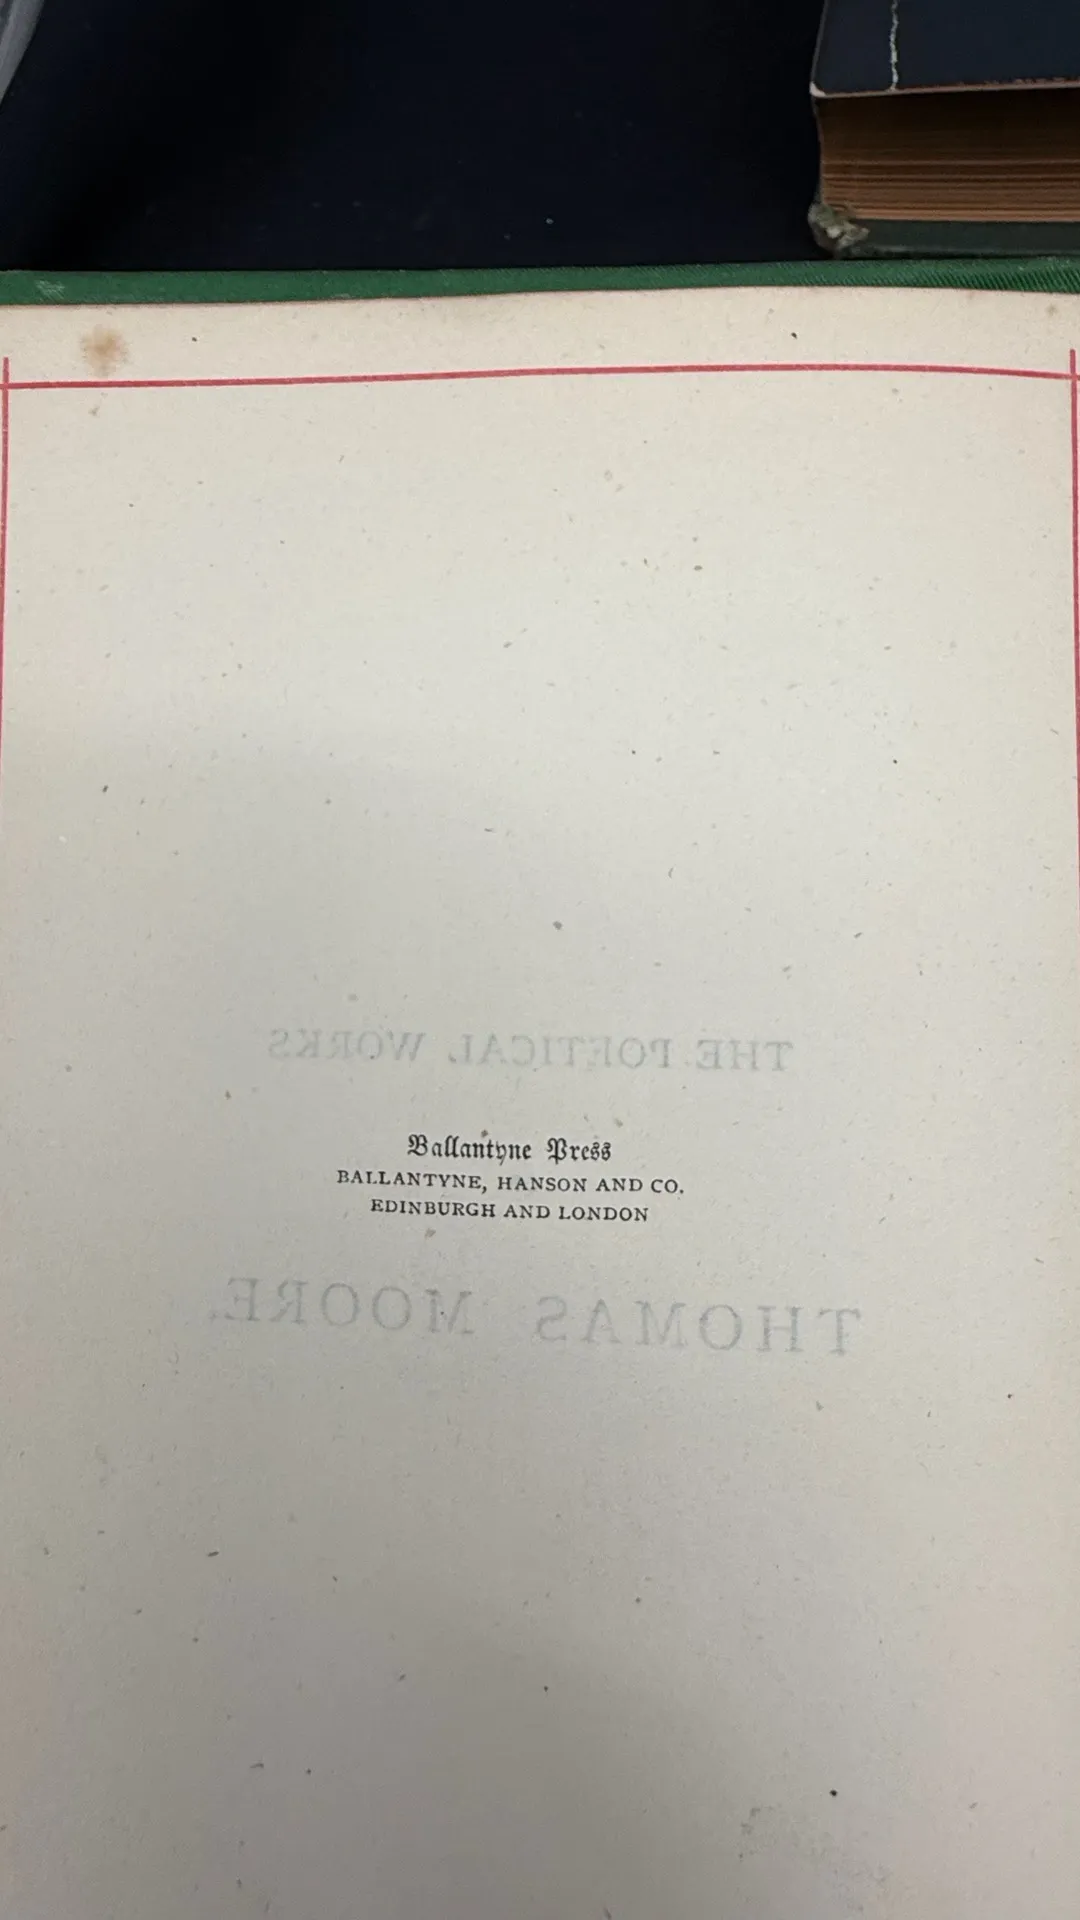 THE POETICAL WORKS
Ballantyne Press
BALLANTYNE, HANSON AND CO.
EDINBURGH AND LONDON
THOMAS MOORE.